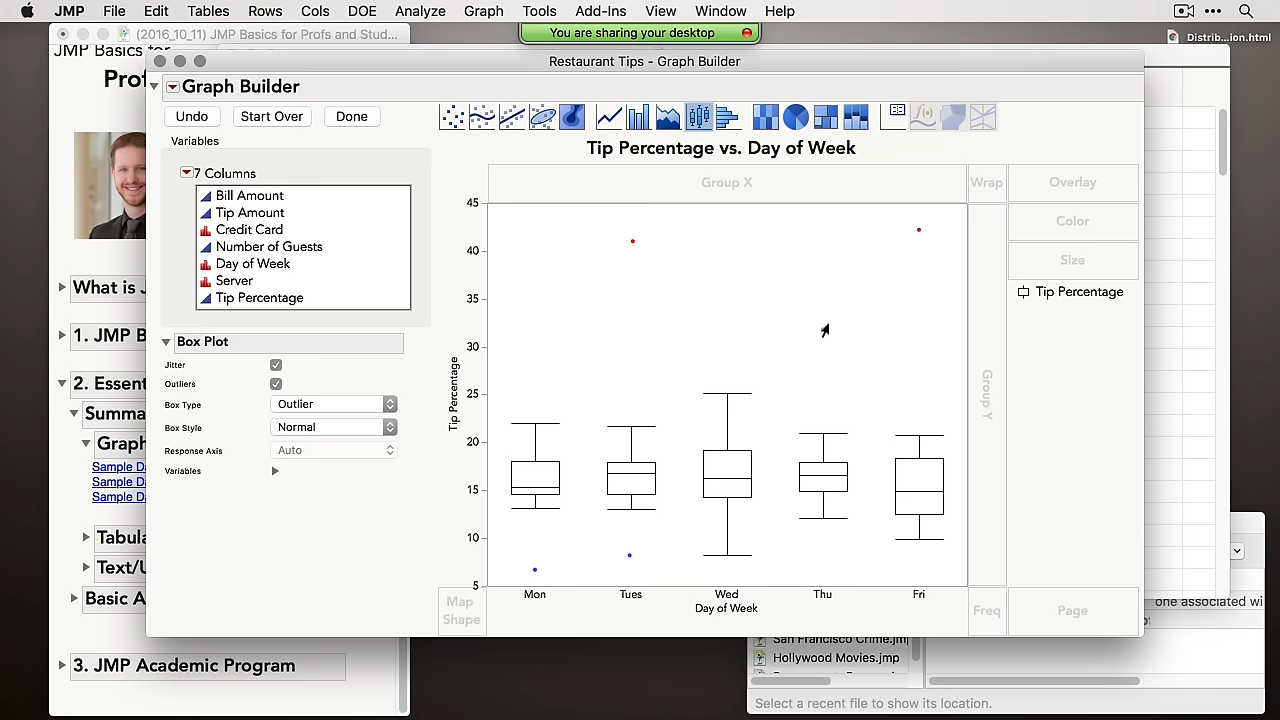 JMP File Edit Tables Rows Cols DOE Analyze Graph Tools Add-Ins View Window Help
You are sharing your desktop
(2016_10_11) JMP Basics for Profs and Stud...
Distrib...ion.html
JMP Basics for
Prof
Restaurant Tips - Graph Builder
Graph Builder
Undo Start Over Done
Variables
7 Columns
Bill Amount
Tip Amount
Credit Card
Number of Guests
Day of Week
Server
Tip Percentage
Box Plot
Jitter
Outliers
Box Type Outlier
Box Style Normal
Response Axis Auto
Variables
Tip Percentage vs. Day of Week
Group X
Wrap
Overlay
Color
Size
Tip Percentage
45
40
35
30
25
20
15
10
5
Tip Percentage
Group Y
Mon Tues Wed Thu Fri
Day of Week
Map
Shape
Freq
Page
What is J
1. JMP B
2. Essent
Summa
Graph
Sample Da
Sample Da
Sample Da
Tabula
Text/U
Basic A
3. JMP Academic Program
one associated wi
San Francisco Crime.jm
Hollywood Movies.jmp
Select a recent file to show its location.